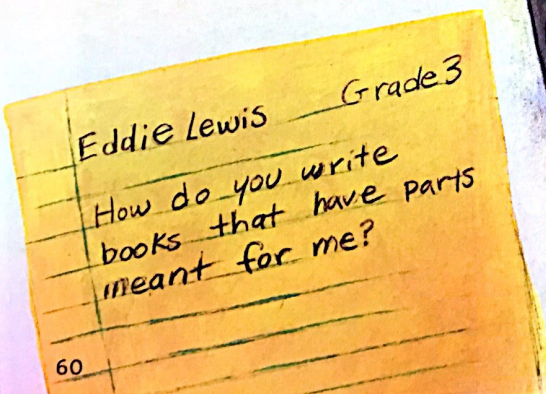 Eddie Lewis Grade 3
How do you write
books that have parts
meant for me?
60